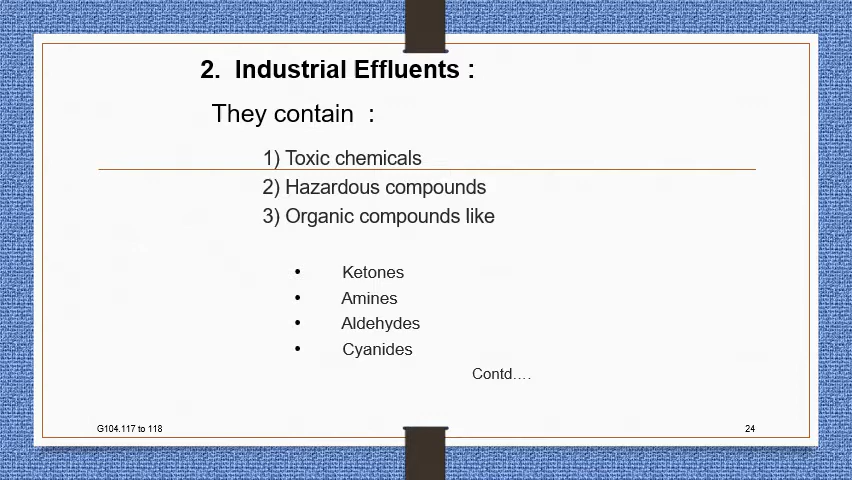 2. Industrial Effluents :
They contain :
1) Toxic chemicals
2) Hazardous compounds
3) Organic compounds like
• Ketones
• Amines
• Aldehydes
• Cyanides
Contd….
G104.117 to 118
24